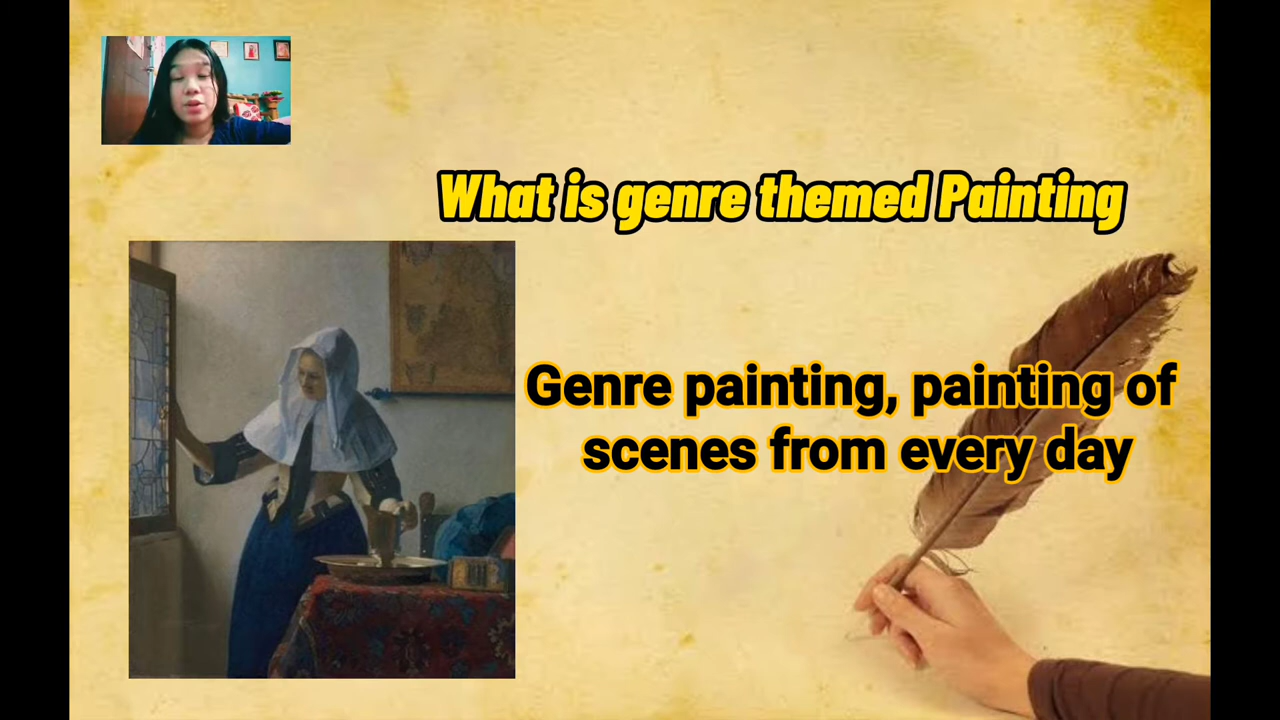 What is genre themed Painting
Genre painting, painting of
scenes from every day